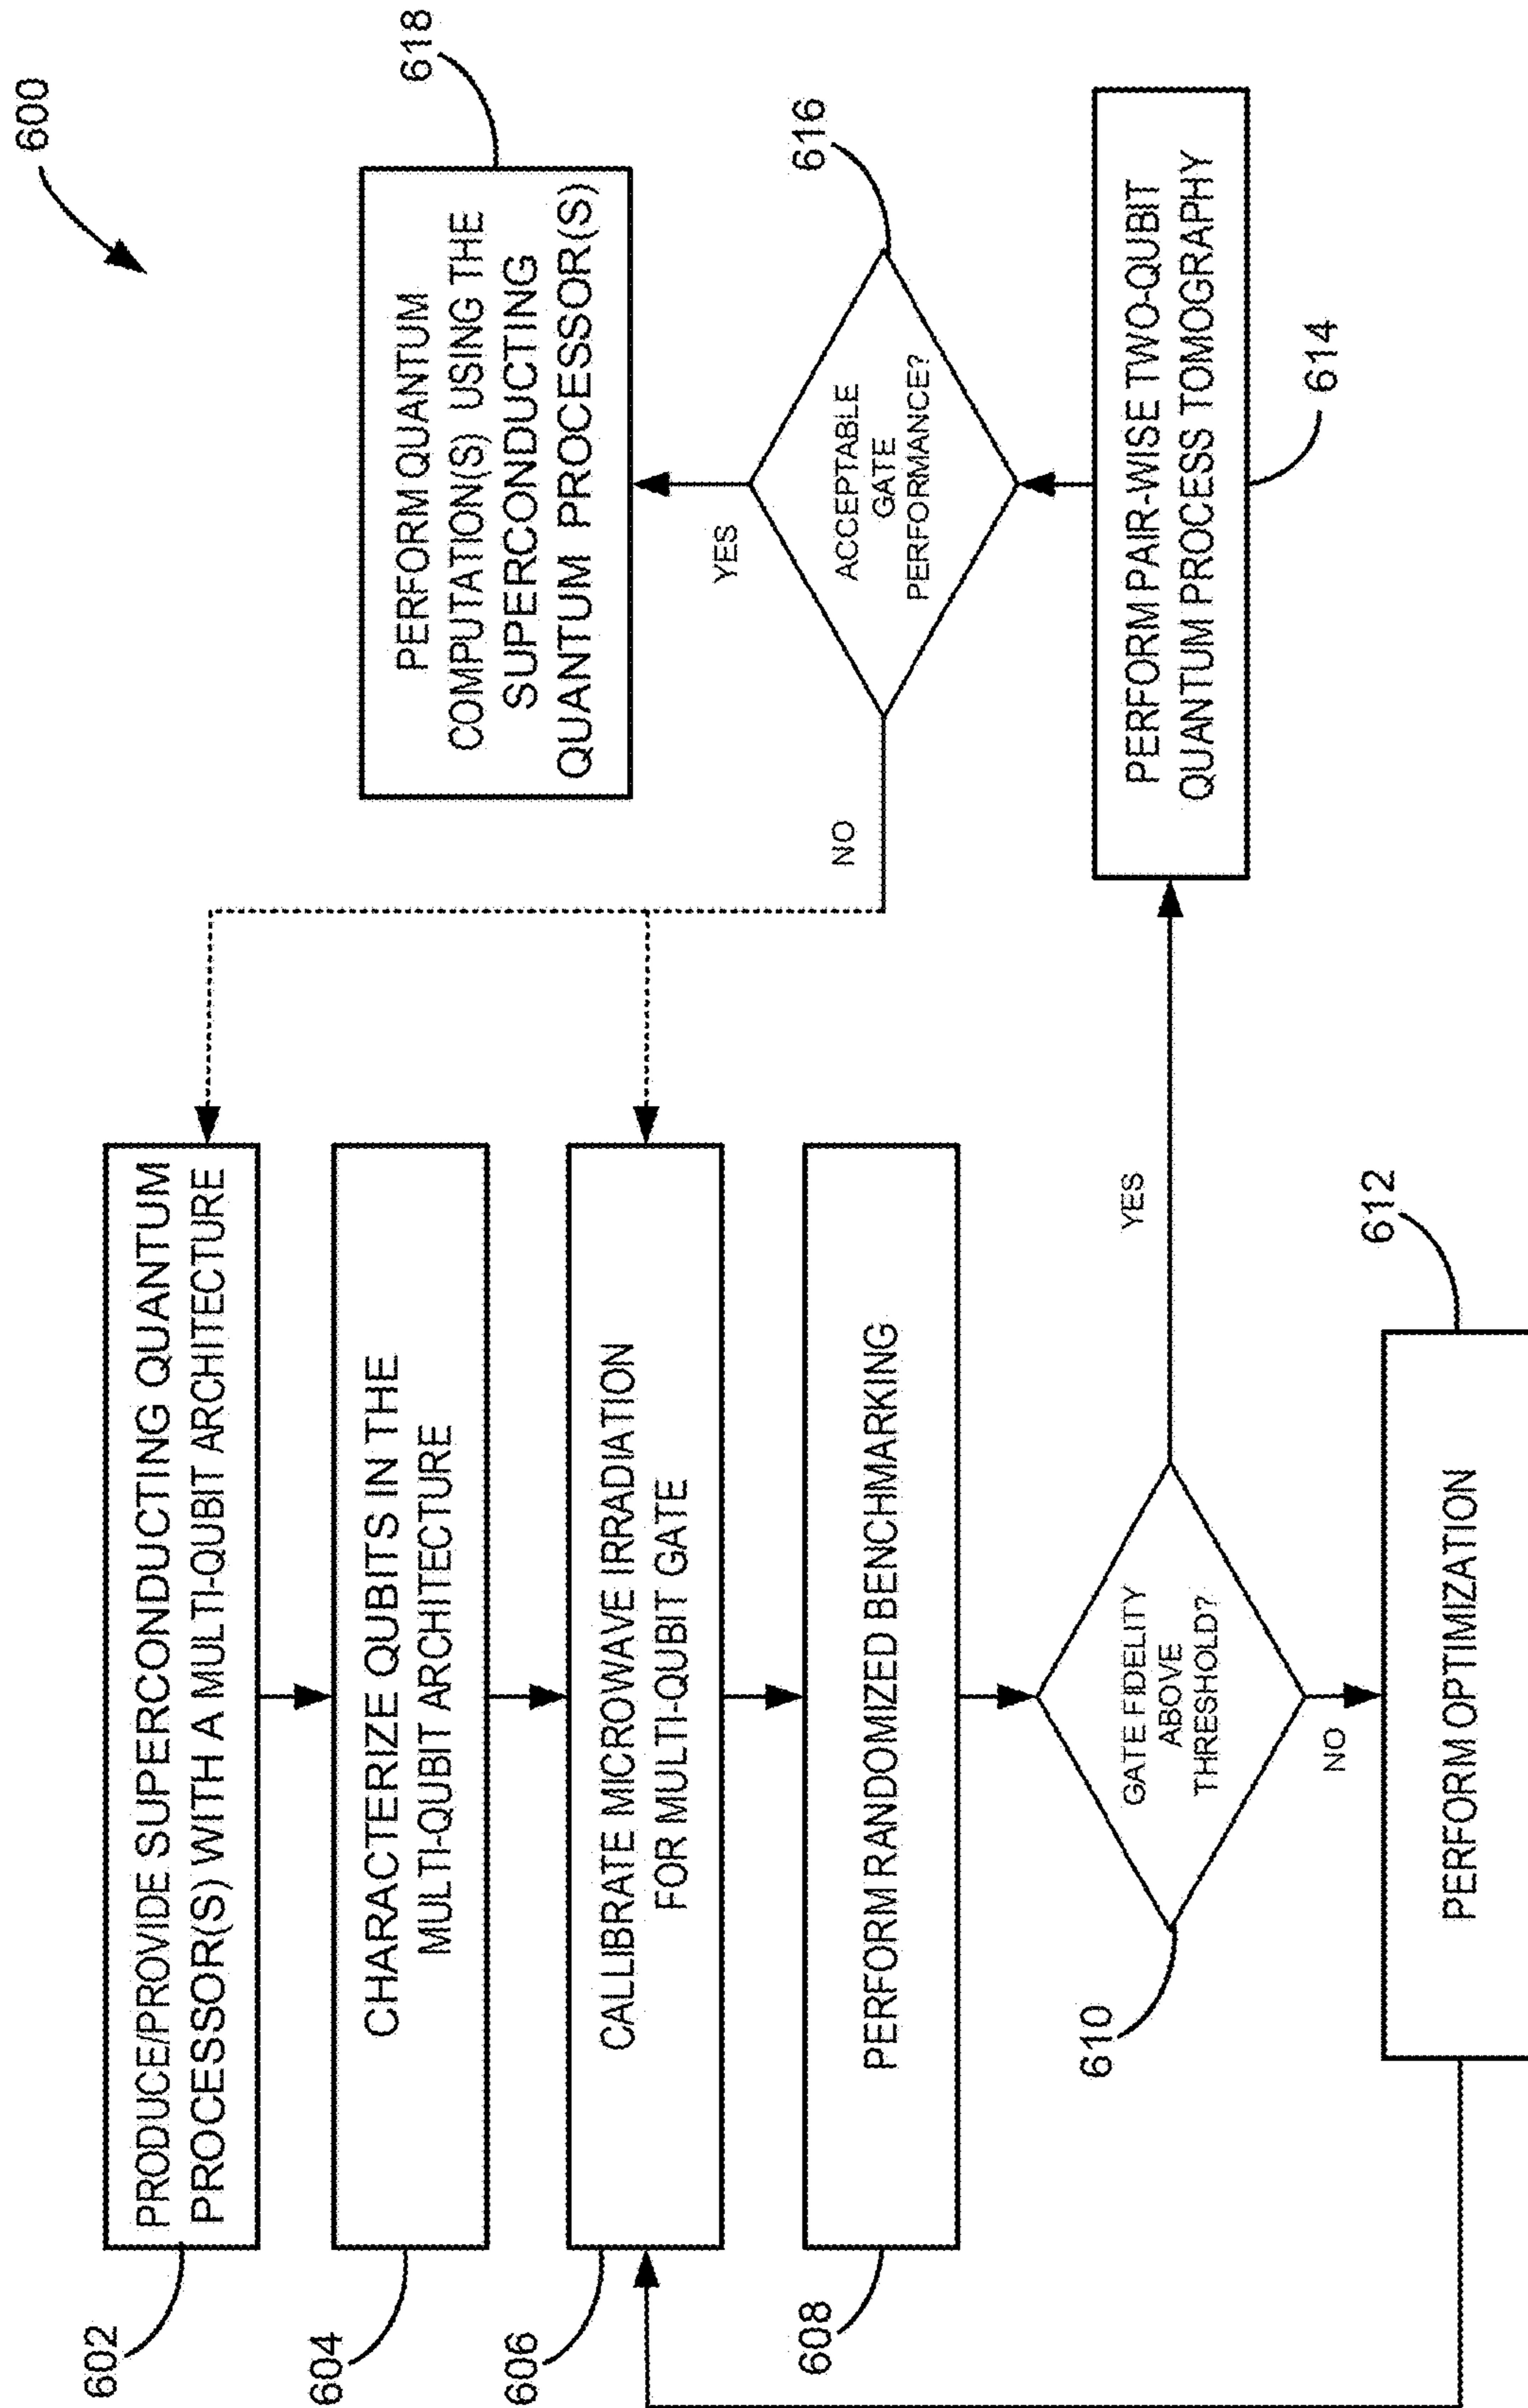 600
602
PRODUCE/PROVIDE SUPERCONDUCTING QUANTUM
PROCESSOR(S) WITH A MULTI-QUBIT ARCHITECTURE
604
CHARACTERIZE QUBITS IN THE
MULTI-QUBIT ARCHITECTURE
606
CALLIBRATE MICROWAVE IRRADIATION
FOR MULTI-QUBIT GATE
608
PERFORM RANDOMIZED BENCHMARKING
610
GATE FIDELITY
ABOVE
THRESHOLD?
YES
NO
612
PERFORM OPTIMIZATION
614
PERFORM PAIR-WISE TWO-QUBIT
QUANTUM PROCESS TOMOGRAPHY
616
ACCEPTABLE
GATE
PERFORMANCE?
YES
NO
618
PERFORM QUANTUM
COMPUTATION(S) USING THE
SUPERCONDUCTING
QUANTUM PROCESSOR(S)